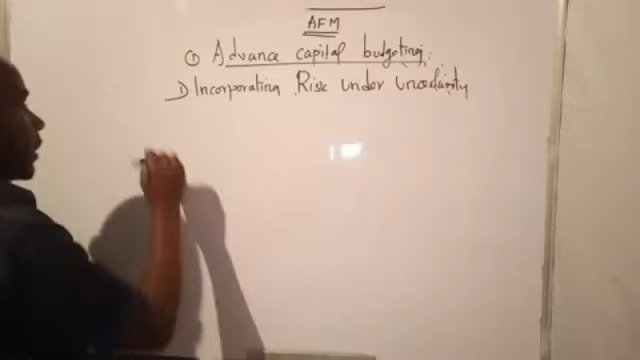 AFM
① Advance capital budgeting.
1) Incorporating Risk under uncertainty